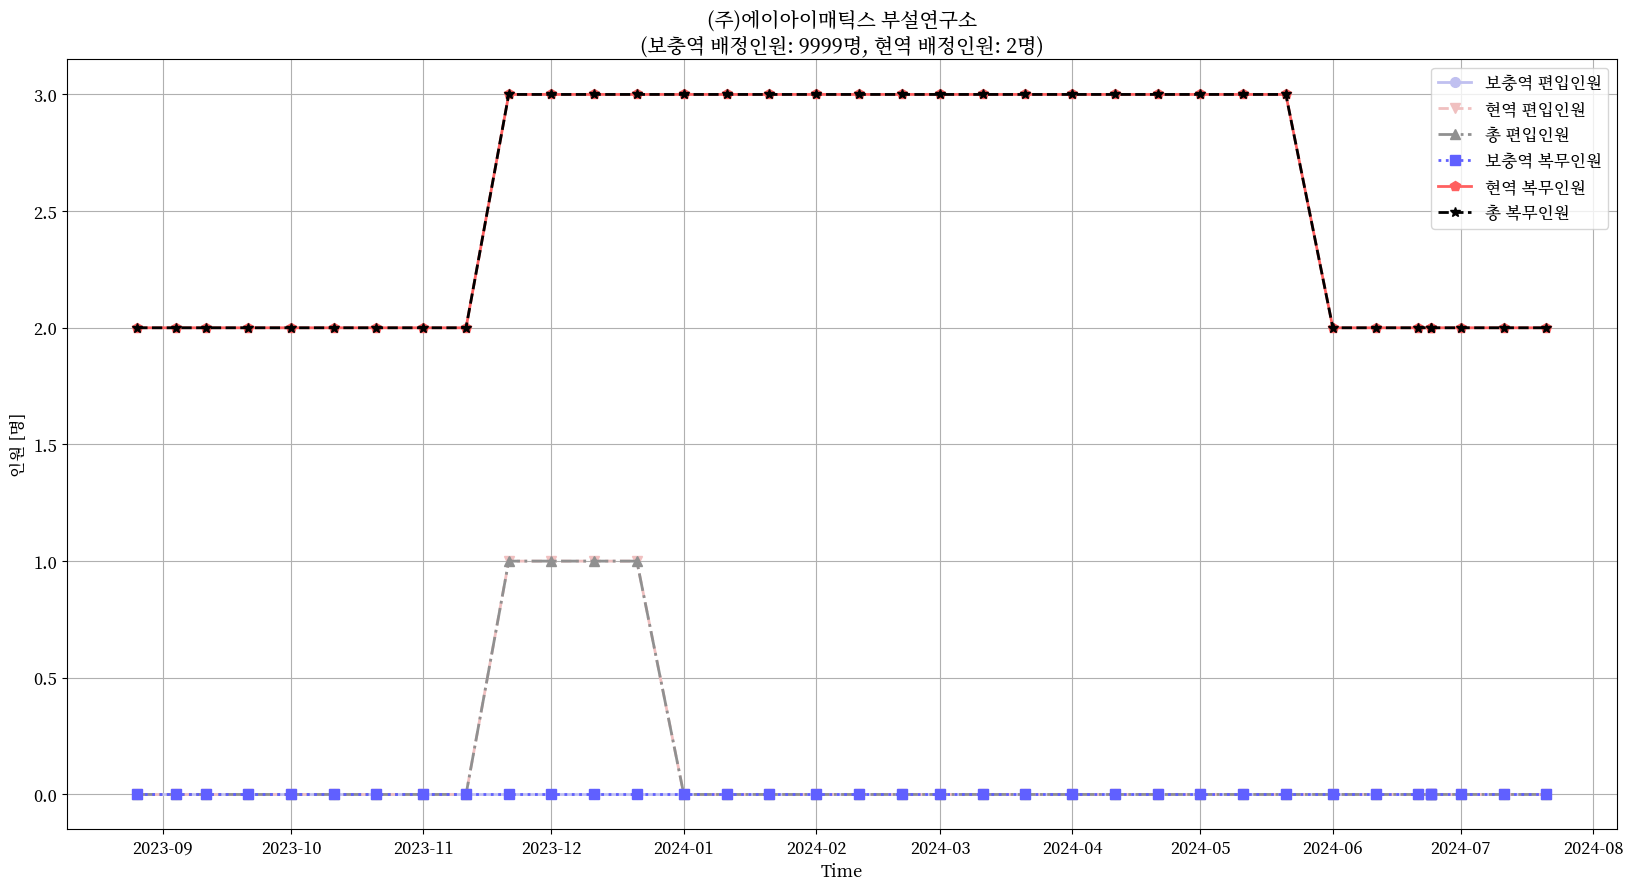 (주)에이아이매틱스 부설연구소
(보충역 배정인원: 9999명, 현역 배정인원: 2명)
보충역 편입인원
현역 편입인원
총 편입인원
보충역 복무인원
현역 복무인원
총 복무인원
인원 [명]
3.0
2.5
2.0
1.5
1.0
0.5
0.0
2023-09 2023-10 2023-11 2023-12 2024-01 2024-02 2024-03 2024-04 2024-05 2024-06 2024-07 2024-08
Time